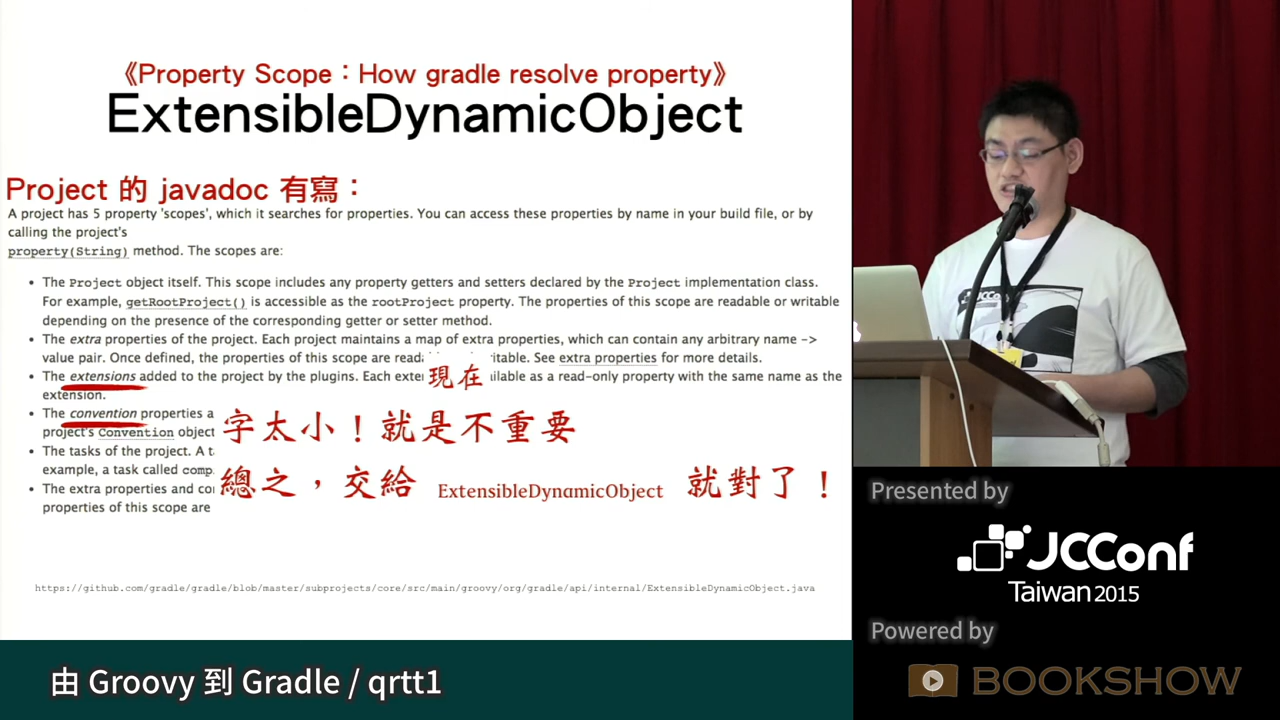 《Property Scope：How gradle resolve property》
ExtensibleDynamicObject
Project 的 javadoc 有寫：
A project has 5 property 'scopes', which it searches for properties. You can access these properties by name in your build file, or by
calling the project's
property(String) method. The scopes are:
• The Project object itself. This scope includes any property getters and setters declared by the Project implementation class.
For example, getRootProject() is accessible as the rootProject property. The properties of this scope are readable or writable
depending on the presence of the corresponding getter or setter method.
• The extra properties of the project. Each project maintains a map of extra properties, which can contain any arbitrary name ->
value pair. Once defined, the properties of this scope are reada itable. See extra properties for more details.
• The extensions added to the project by the plugins. Each exter ailable as a read-only property with the same name as the
extension.
現在
• The convention properties a
project's Convention object
字太小！就是不重要
• The tasks of the project. A t
example, a task called comp
• The extra properties and co
properties of this scope are
總之，交給 ExtensibleDynamicObject 就對了！
https://github.com/gradle/gradle/blob/master/subprojects/core/src/main/groovy/org/gradle/api/internal/ExtensibleDynamicObject.java
由 Groovy 到 Gradle / qrtt1
JCConf
Presented by
JCConf
Taiwan 2015
Powered by
BOOKSHOW